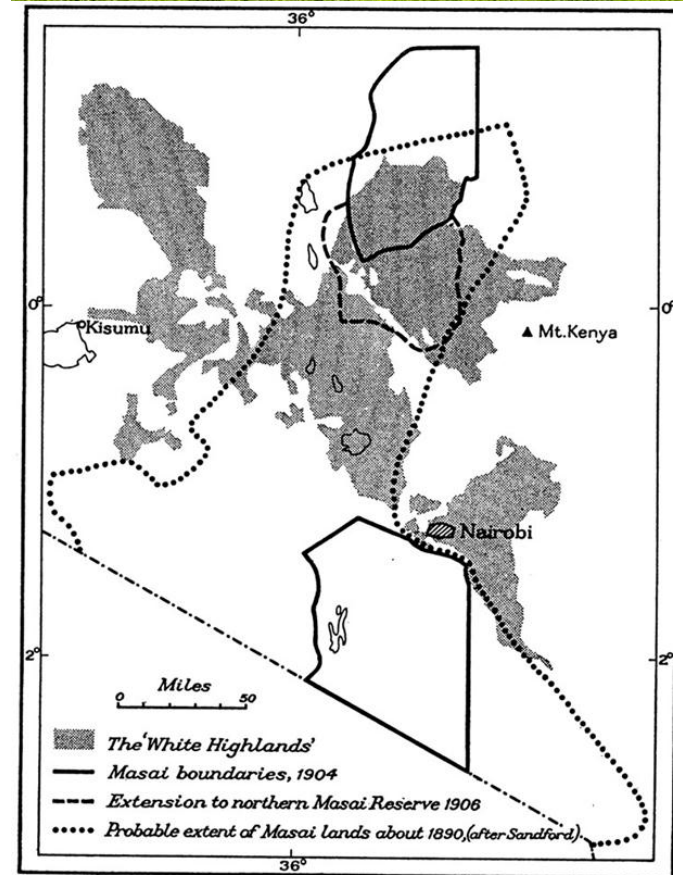 36°
0°
0°
Kisumu
Mt. Kenya
Nairobi
2°
2°
Miles
0 50
The 'White Highlands'
Masai boundaries, 1904
Extension to northern Masai Reserve 1906
Probable extent of Masai lands about 1890, (after Sandford)
36°